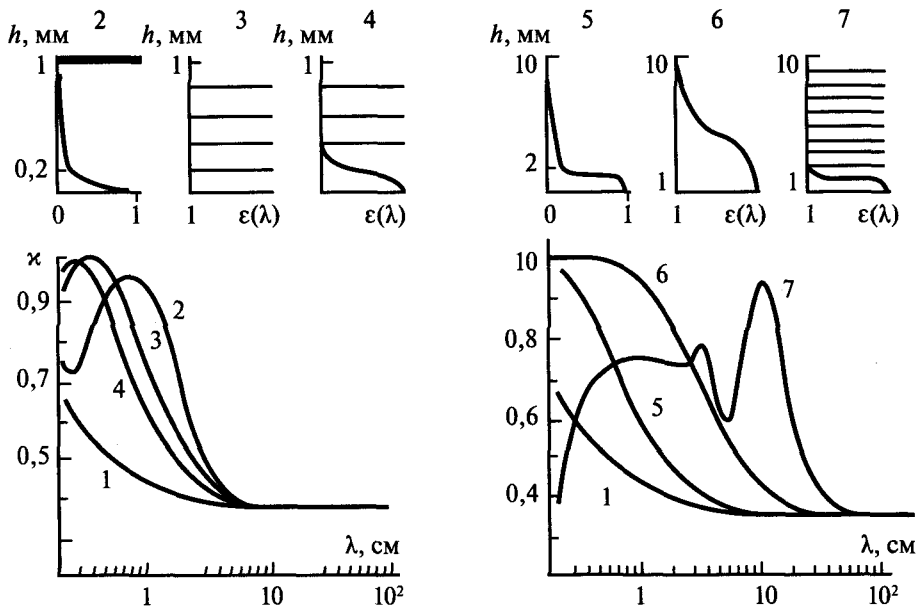 2 3 4 5 6 7
h, мм h, мм h, мм h, мм
1 1 1 10 10 10
0,2 2 1 1
0 1 1 ε(λ) ε(λ) 0 1 1 ε(λ) 1 ε(λ)
ϰ 10
0,9 2 6 7
3 0,8
0,7 4 0,6 5
0,5 1 0,4 1
λ, см λ, см
1 10 10² 1 10 10²